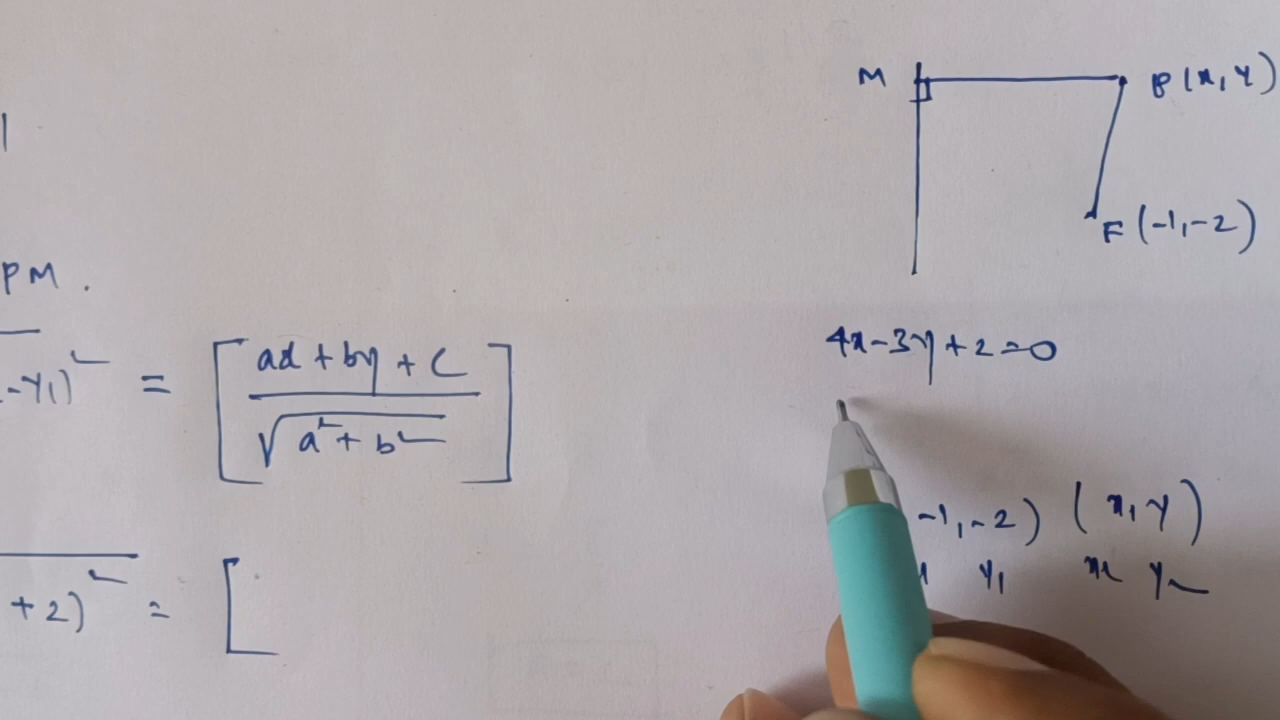 M P(x, y)
F (-1, -2)
PM.
-y₁)² = [ax + by + c / √(a² + b²)]
4x - 3y + 2 = 0
-1, -2) (x, y)
y₁ x₂ y₂
+ 2)² = [